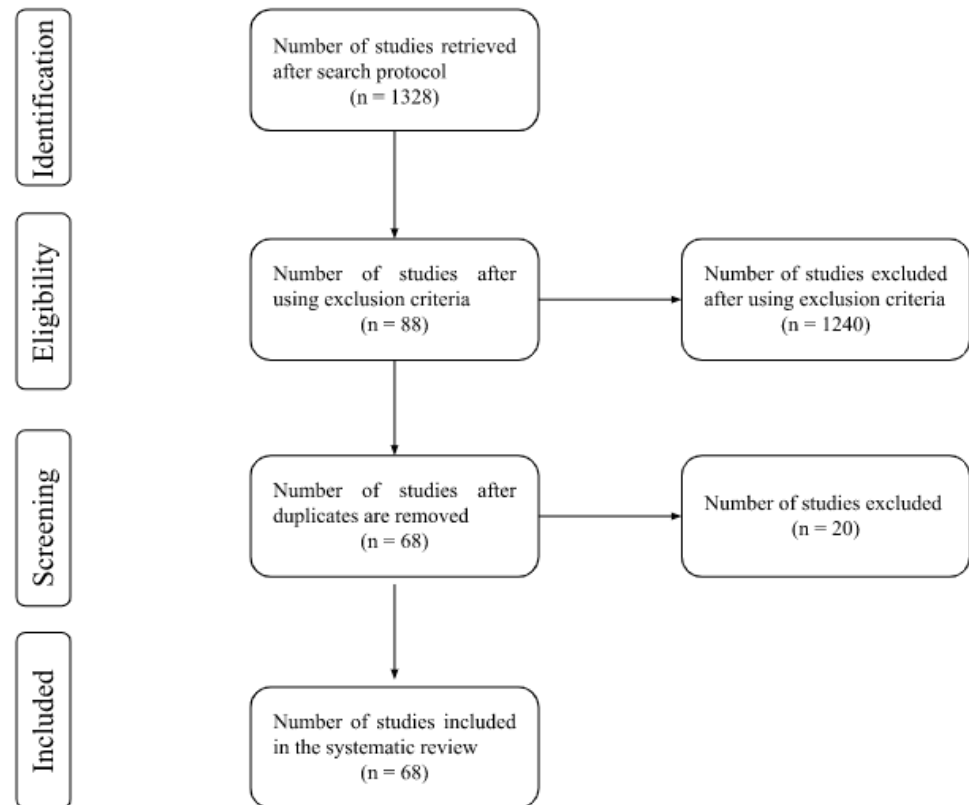 Identification
Number of studies retrieved
after search protocol
(n = 1328)
Eligibility
Number of studies after
using exclusion criteria
(n = 88)
Number of studies excluded
after using exclusion criteria
(n = 1240)
Screening
Number of studies after
duplicates are removed
(n = 68)
Number of studies excluded
(n = 20)
Included
Number of studies included
in the systematic review
(n = 68)